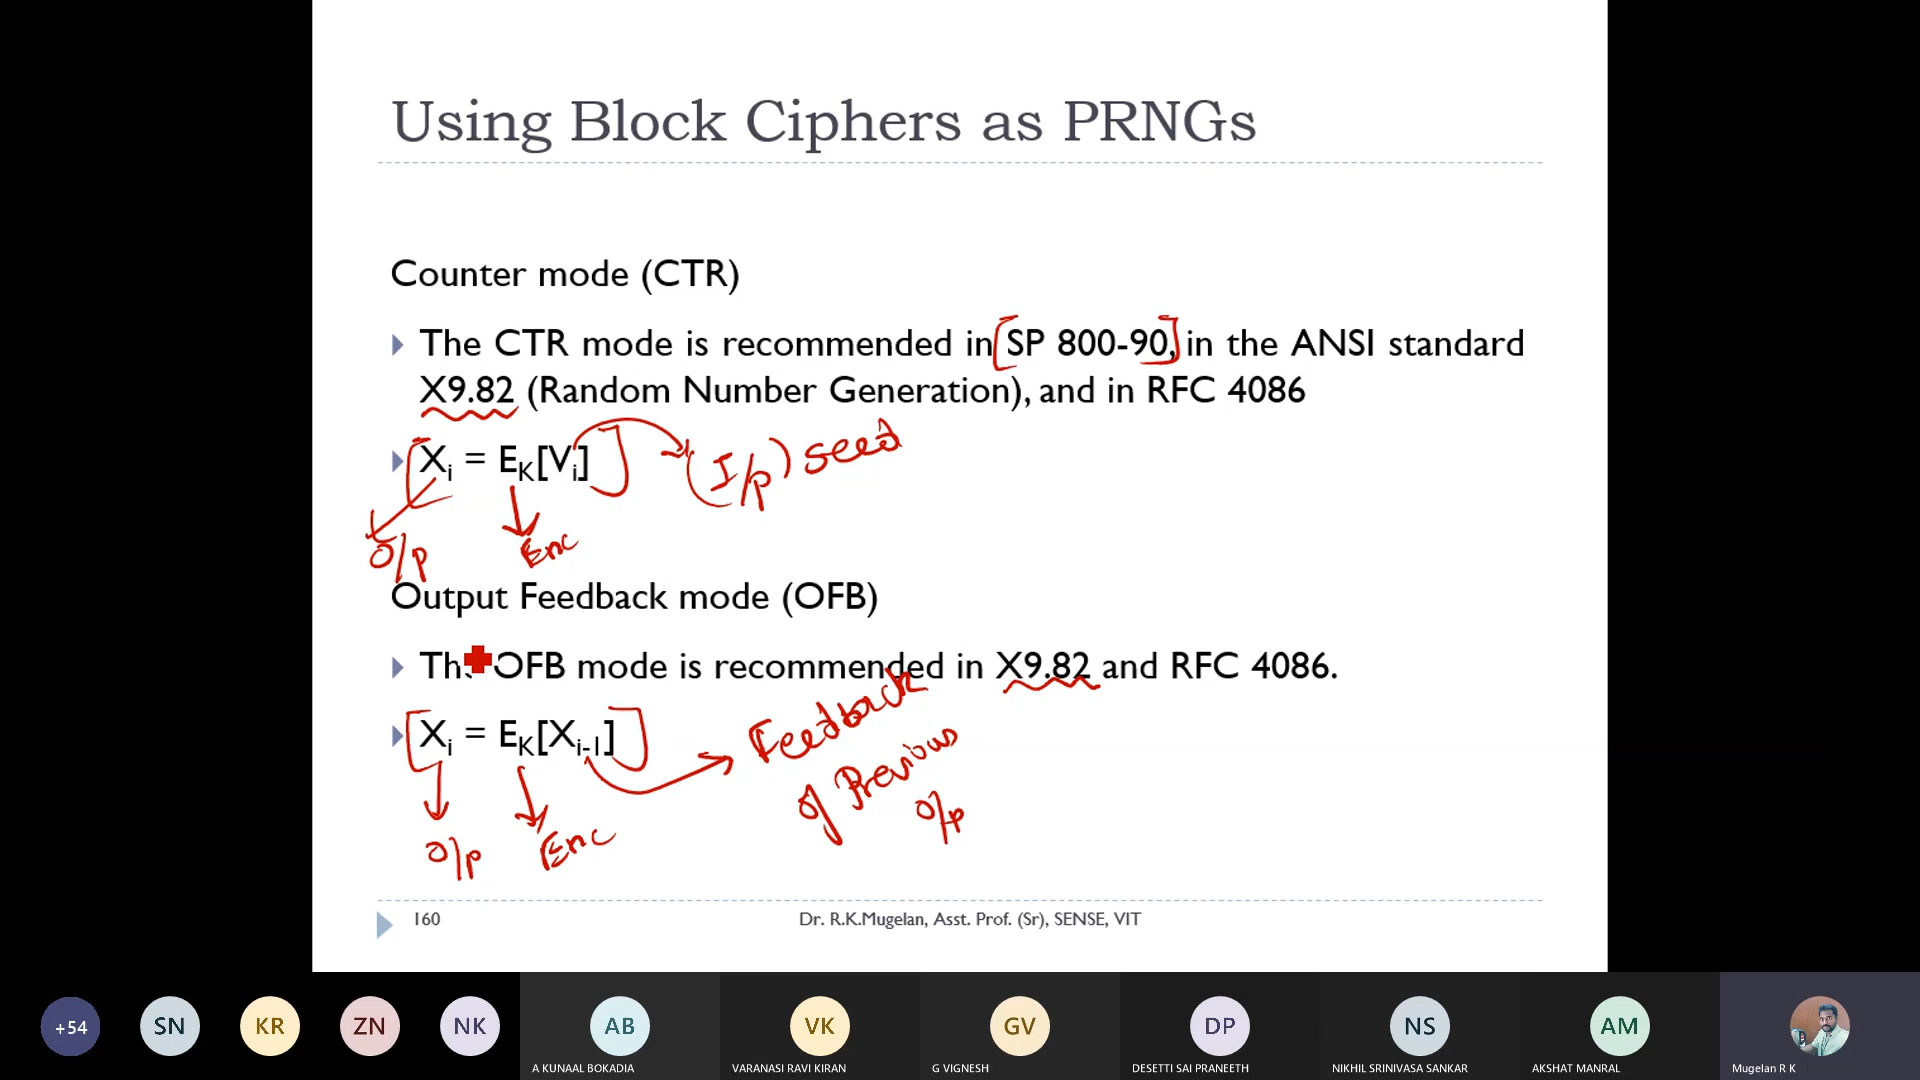 Using Block Ciphers as PRNGs
Counter mode (CTR)
The CTR mode is recommended in [SP 800-90,] in the ANSI standard
X9.82 (Random Number Generation), and in RFC 4086
[Xi = EK[Vi]]
(I/p) seed
O/p
Enc
Output Feedback mode (OFB)
OFB mode is recommended in X9.82 and RFC 4086.
[Xi = EK[Xi-1]]
Feedback
of Previous
o/p
O/p
Enc
160
Dr. R.K.Mugelan, Asst. Prof. (Sr), SENSE, VIT
+54
SN
KR
ZN
NK
AB
VK
GV
DP
NS
AM
A KUNAAL BOKADIA
VARANASI RAVI KIRAN
G VIGNESH
DESETTI SAI PRANEETH
NIKHIL SRINIVASA SANKAR
AKSHAT MANRAL
Mugelan R K